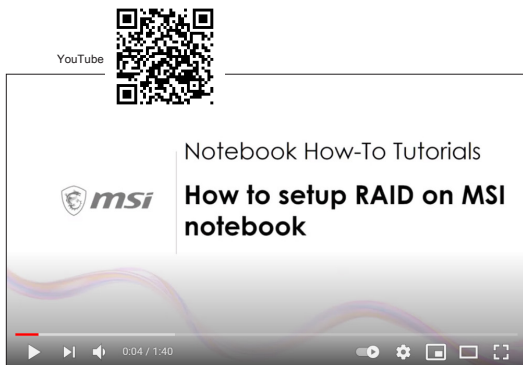 YouTube
Notebook How-To Tutorials
msi
How to setup RAID on MSI
notebook
0:04 / 1:40